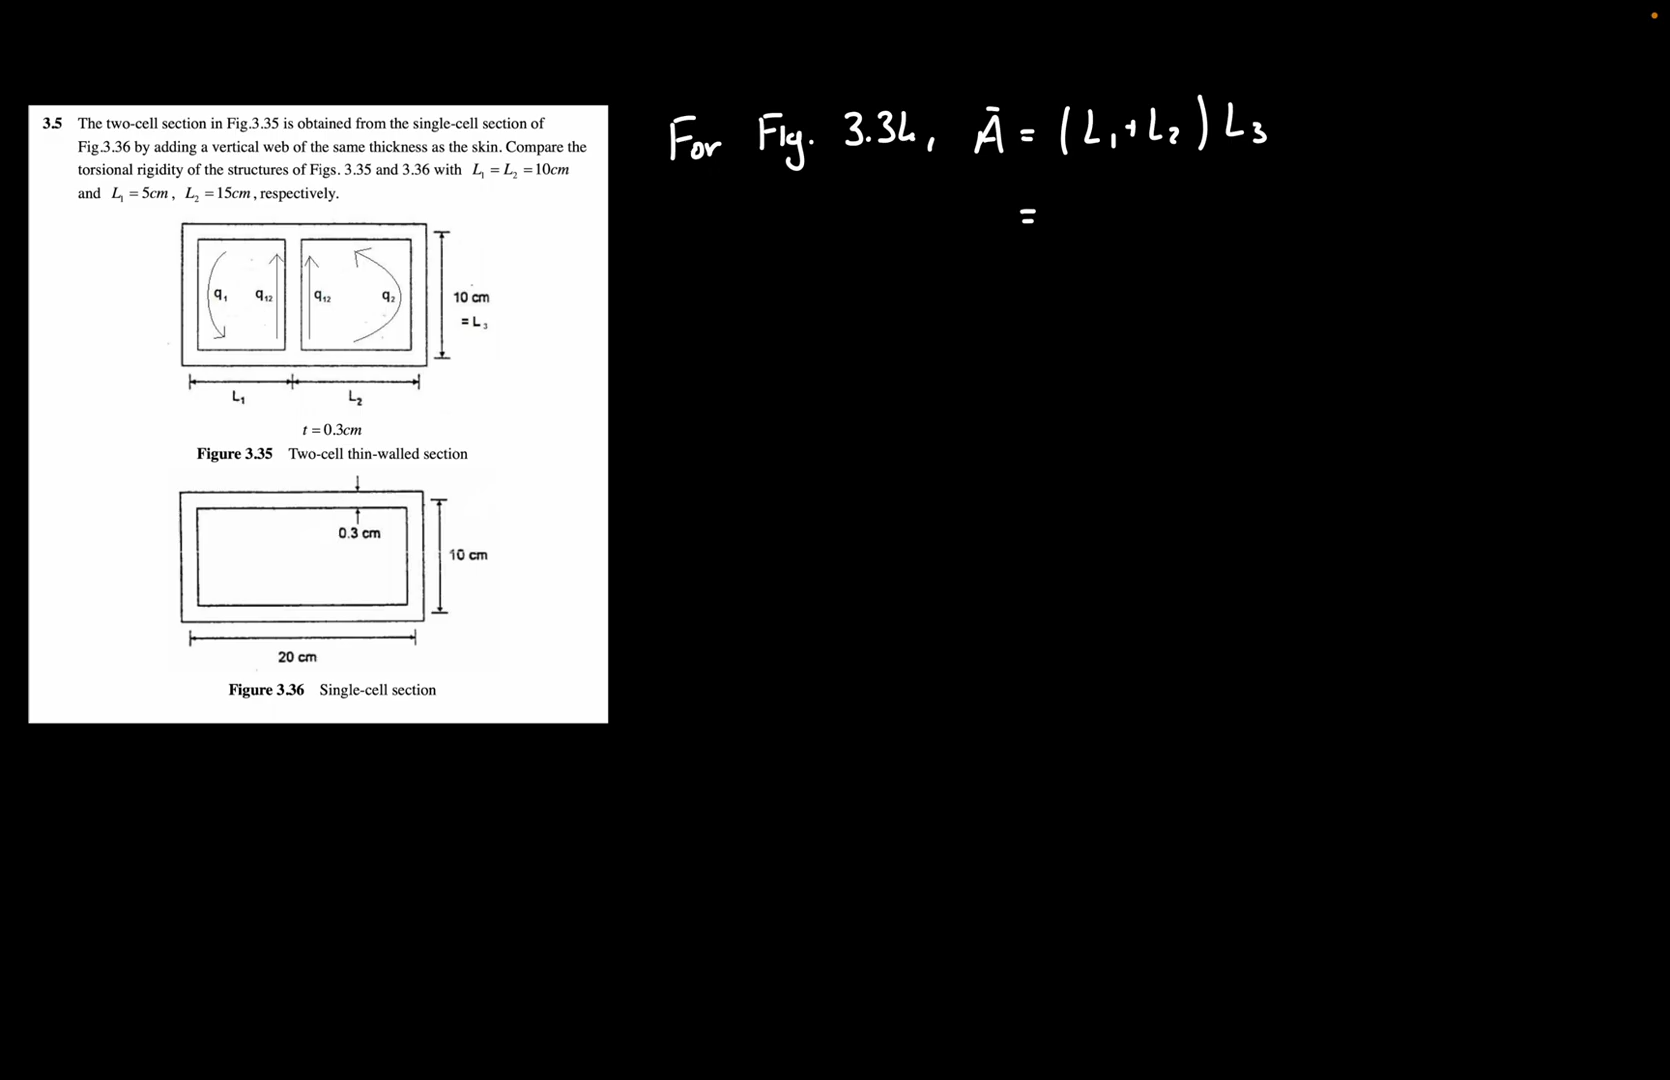 3.5 The two-cell section in Fig.3.35 is obtained from the single-cell section of
Fig.3.36 by adding a vertical web of the same thickness as the skin. Compare the
torsional rigidity of the structures of Figs. 3.35 and 3.36 with L₁ = L₂ = 10cm
and L₁ = 5cm, L₂ = 15cm, respectively.
q₁ q₁₂ q₁₂ q₂
10 cm
= L₃
L₁ L₂
t = 0.3cm
Figure 3.35 Two-cell thin-walled section
0.3 cm
10 cm
20 cm
Figure 3.36 Single-cell section
For Fig. 3.36, Ā = (L₁+L₂)L₃
=